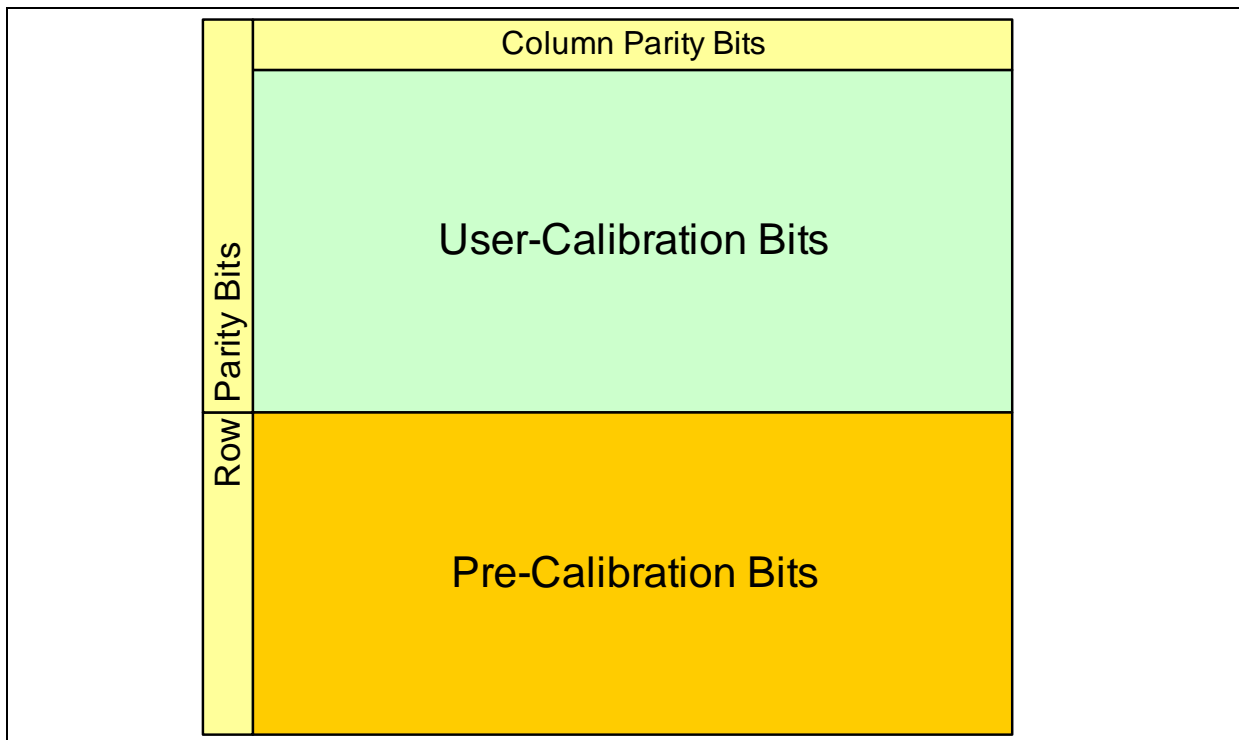 Column Parity Bits
User-Calibration Bits
Row Parity Bits
Pre-Calibration Bits